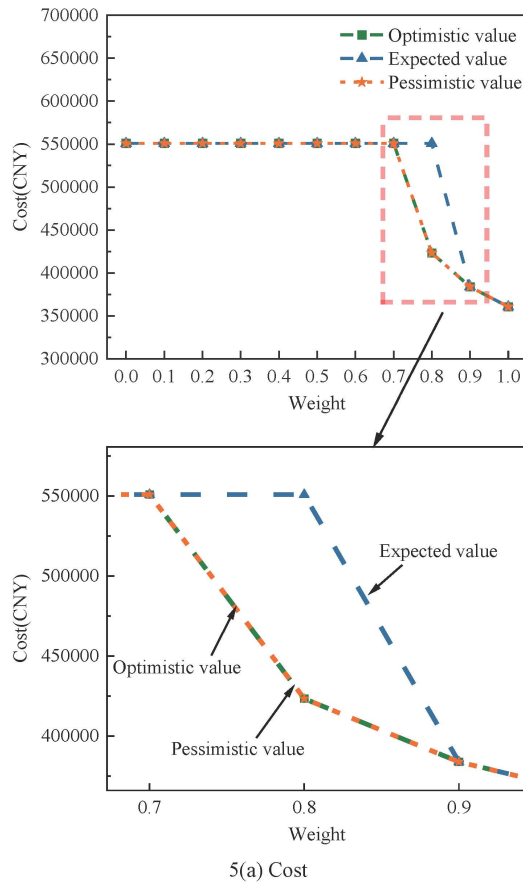 700000
650000
600000
550000
500000
450000
400000
350000
300000
Cost(CNY)
Optimistic value
Expected value
Pessimistic value
0.0 0.1 0.2 0.3 0.4 0.5 0.6 0.7 0.8 0.9 1.0
Weight
550000
500000
450000
400000
Cost(CNY)
Expected value
Optimistic value
Pessimistic value
0.7 0.8 0.9
Weight
5(a) Cost